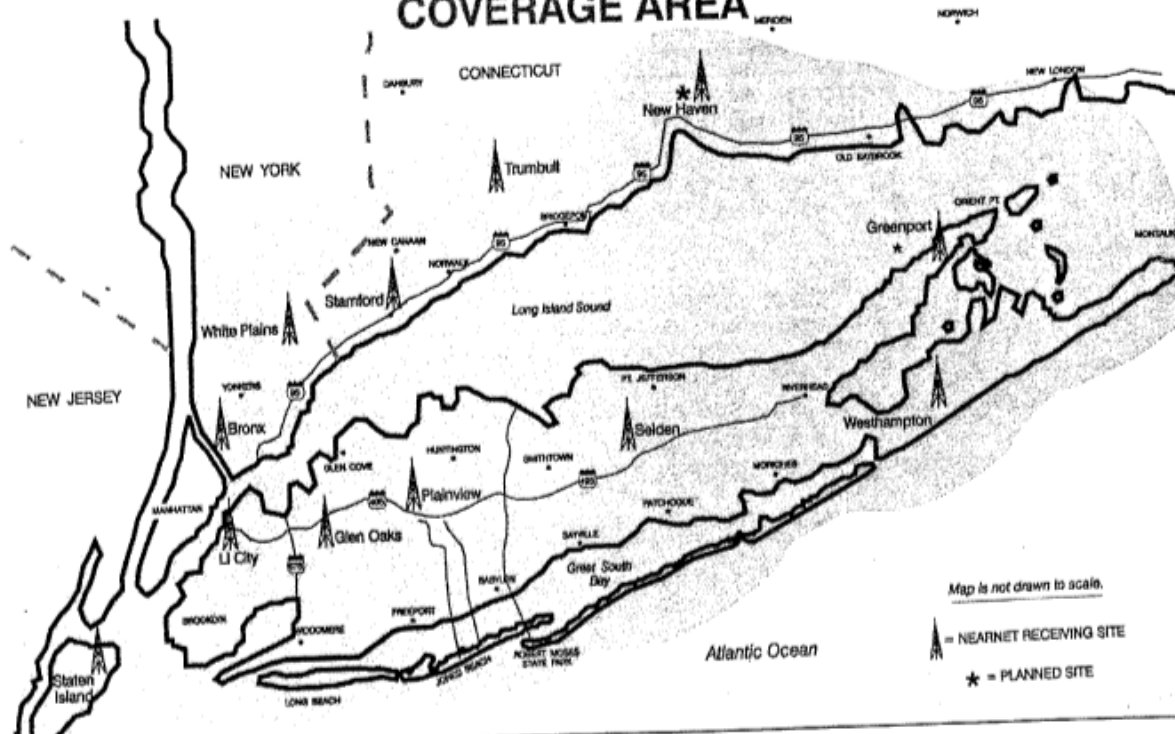 COVERAGE AREA
MERIDEN
NORWICH
CONNECTICUT
DANBURY
NEW LONDON
95
*
New Haven
95
OLD SAYBROOK
NEW YORK
Trumbull
95
ORIENT PT.
BRIDGEPORT
Greenport
*
MONTAUK
NEW CANAAN
95
NORWALK
Stamford
Long Island Sound
White Plains
NEW JERSEY
YONKERS
95
PT. JEFFERSON
RIVERHEAD
Bronx
Selden
Westhampton
HUNTINGTON
SMITHTOWN
GLEN COVE
MORICHES
495
495
Plainview
MANHATTAN
PATCHOGUE
LI City
Glen Oaks
SAYVILLE
Great South
Bay
BABYLON
Map is not drawn to scale.
BROOKLYN
FREEPORT
WOODMERE
= NEARNET RECEIVING SITE
Atlantic Ocean
ROBERT MOSES
STATE PARK
JONES BEACH
* = PLANNED SITE
Staten
Island
LONG BEACH